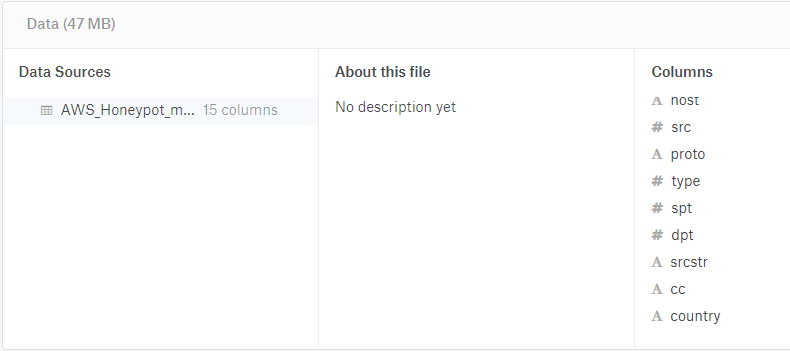 Data (47 MB)
Data Sources
AWS_Honeypot_m... 15 columns
About this file
No description yet
Columns
A host
# src
A proto
# type
# spt
# dpt
A srcstr
A cc
A country